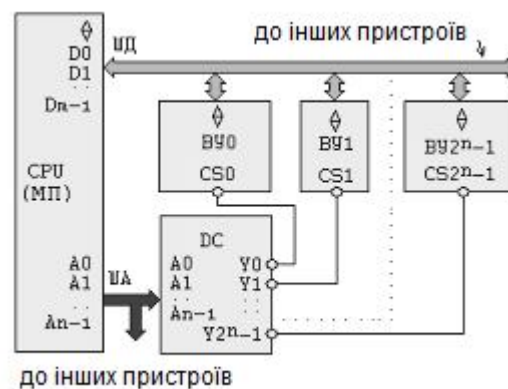 до інших пристроїв
ШД
D0
D1
..
Dm-1
CPU
(МП)
A0
A1
..
An-1
ША
ВУ0
CS0
ВУ1
CS1
ВУ2ⁿ-1
CS2ⁿ-1
DC
A0
A1
..
An-1
Y0
Y1
..
Y2ⁿ-1
до інших пристроїв